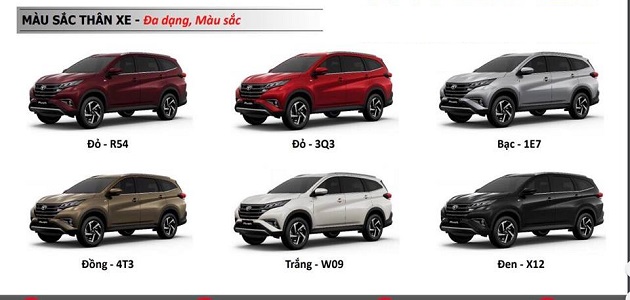 MÀU SẮC THÂN XE - Đa dạng, Màu sắc
Đỏ - R54
Đỏ - 3Q3
Bạc - 1E7
Đồng - 4T3
Trắng - W09
Đen - X12